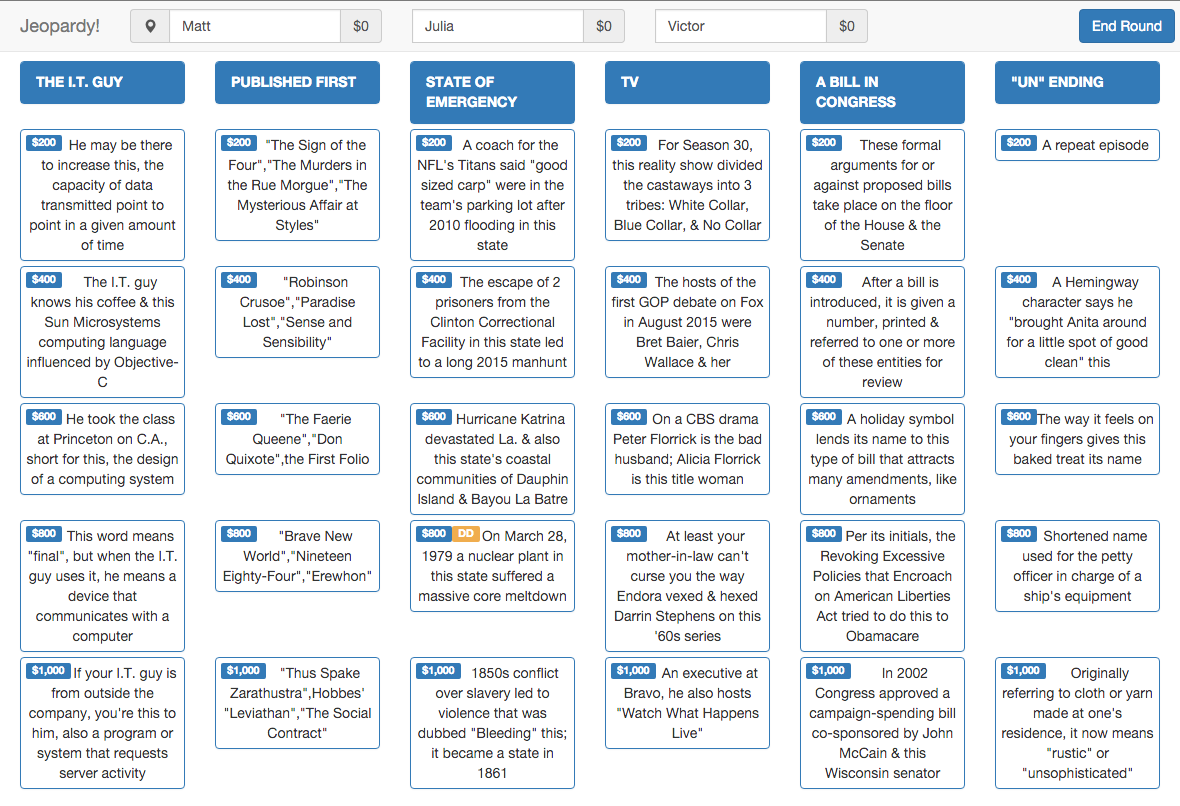 Jeopardy! Matt $0 Julia $0 Victor $0 End Round
THE I.T. GUY
PUBLISHED FIRST
STATE OF
EMERGENCY
TV
A BILL IN
CONGRESS
"UN" ENDING
$200 He may be there
to increase this, the
capacity of data
transmitted point to
point in a given amount
of time
$200 "The Sign of the
Four","The Murders in
the Rue Morgue","The
Mysterious Affair at
Styles"
$200 A coach for the
NFL's Titans said "good
sized carp" were in the
team's parking lot after
2010 flooding in this
state
$200 For Season 30,
this reality show divided
the castaways into 3
tribes: White Collar,
Blue Collar, & No Collar
$200 These formal
arguments for or
against proposed bills
take place on the floor
of the House & the
Senate
$200 A repeat episode
$400 The I.T. guy
knows his coffee & this
Sun Microsystems
computing language
influenced by Objective-
C
$400 "Robinson
Crusoe","Paradise
Lost","Sense and
Sensibility"
$400 The escape of 2
prisoners from the
Clinton Correctional
Facility in this state led
to a long 2015 manhunt
$400 The hosts of the
first GOP debate on Fox
in August 2015 were
Bret Baier, Chris
Wallace & her
$400 After a bill is
introduced, it is given a
number, printed &
referred to one or more
of these entities for
review
$400 A Hemingway
character says he
"brought Anita around
for a little spot of good
clean" this
$600 He took the class
at Princeton on C.A.,
short for this, the design
of a computing system
$600 "The Faerie
Queene","Don
Quixote",the First Folio
$600 Hurricane Katrina
devastated La. & also
this state's coastal
communities of Dauphin
Island & Bayou La Batre
$600 On a CBS drama
Peter Florrick is the bad
husband; Alicia Florrick
is this title woman
$600 A holiday symbol
lends its name to this
type of bill that attracts
many amendments, like
ornaments
$600 The way it feels on
your fingers gives this
baked treat its name
$800 This word means
"final", but when the I.T.
guy uses it, he means a
device that
communicates with a
computer
$800 "Brave New
World","Nineteen
Eighty-Four","Erewhon"
$800 DD On March 28,
1979 a nuclear plant in
this state suffered a
massive core meltdown
$800 At least your
mother-in-law can't
curse you the way
Endora vexed & hexed
Darrin Stephens on this
'60s series
$800 Per its initials, the
Revoking Excessive
Policies that Encroach
on American Liberties
Act tried to do this to
Obamacare
$800 Shortened name
used for the petty
officer in charge of a
ship's equipment
$1,000 If your I.T. guy is
from outside the
company, you're this to
him, also a program or
system that requests
server activity
$1,000 "Thus Spake
Zarathustra",Hobbes'
"Leviathan","The Social
Contract"
$1,000 1850s conflict
over slavery led to
violence that was
dubbed "Bleeding" this;
it became a state in
1861
$1,000 An executive at
Bravo, he also hosts
"Watch What Happens
Live"
$1,000 In 2002
Congress approved a
campaign-spending bill
co-sponsored by John
McCain & this
Wisconsin senator
$1,000 Originally
referring to cloth or yarn
made at one's
residence, it now means
"rustic" or
"unsophisticated"